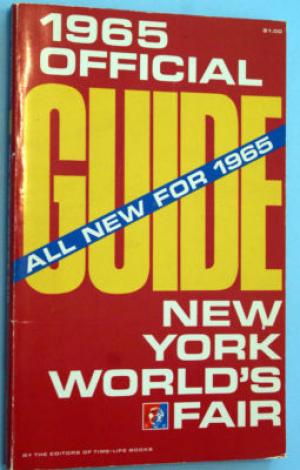 1965
$1.00
OFFICIAL
GUIDE
ALL NEW FOR 1965
NEW
YORK
WORLD'S
FAIR
BY THE EDITORS OF TIME-LIFE BOOKS